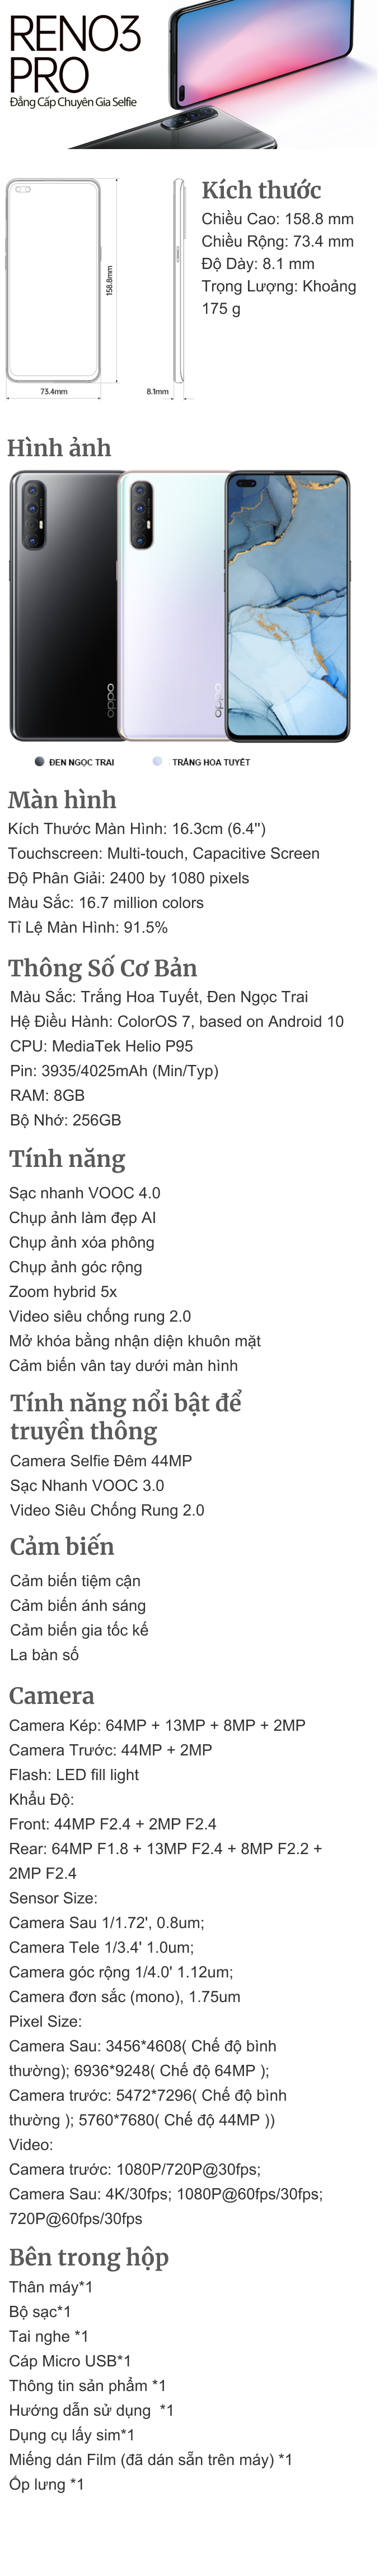 RENO3
PRO
Đẳng Cấp Chuyên Gia Selfie
Kích thước
Chiều Cao: 158.8 mm
Chiều Rộng: 73.4 mm
Độ Dày: 8.1 mm
Trọng Lượng: Khoảng
175 g
158.8mm
73.4mm
8.1mm
Hình ảnh
oppo
oppo
ĐEN NGỌC TRAI
TRẮNG HOA TUYẾT
Màn hình
Kích Thước Màn Hình: 16.3cm (6.4'')
Touchscreen: Multi-touch, Capacitive Screen
Độ Phân Giải: 2400 by 1080 pixels
Màu Sắc: 16.7 million colors
Tỉ Lệ Màn Hình: 91.5%
Thông Số Cơ Bản
Màu Sắc: Trắng Hoa Tuyết, Đen Ngọc Trai
Hệ Điều Hành: ColorOS 7, based on Android 10
CPU: MediaTek Helio P95
Pin: 3935/4025mAh (Min/Typ)
RAM: 8GB
Bộ Nhớ: 256GB
Tính năng
Sạc nhanh VOOC 4.0
Chụp ảnh làm đẹp AI
Chụp ảnh xóa phông
Chụp ảnh góc rộng
Zoom hybrid 5x
Video siêu chống rung 2.0
Mở khóa bằng nhận diện khuôn mặt
Cảm biến vân tay dưới màn hình
Tính năng nổi bật để
truyền thông
Camera Selfie Đêm 44MP
Sạc Nhanh VOOC 3.0
Video Siêu Chống Rung 2.0
Cảm biến
Cảm biến tiệm cận
Cảm biến ánh sáng
Cảm biến gia tốc kế
La bàn số
Camera
Camera Kép: 64MP + 13MP + 8MP + 2MP
Camera Trước: 44MP + 2MP
Flash: LED fill light
Khẩu Độ:
Front: 44MP F2.4 + 2MP F2.4
Rear: 64MP F1.8 + 13MP F2.4 + 8MP F2.2 +
2MP F2.4
Sensor Size:
Camera Sau 1/1.72', 0.8um;
Camera Tele 1/3.4' 1.0um;
Camera góc rộng 1/4.0' 1.12um;
Camera đơn sắc (mono), 1.75um
Pixel Size:
Camera Sau: 3456*4608( Chế độ bình
thường); 6936*9248( Chế độ 64MP );
Camera trước: 5472*7296( Chế độ bình
thường ); 5760*7680( Chế độ 44MP ))
Video:
Camera trước: 1080P/720P@30fps;
Camera Sau: 4K/30fps; 1080P@60fps/30fps;
720P@60fps/30fps
Bên trong hộp
Thân máy*1
Bộ sạc*1
Tai nghe *1
Cáp Micro USB*1
Thông tin sản phẩm *1
Hướng dẫn sử dụng  *1
Dụng cụ lấy sim*1
Miếng dán Film (đã dán sẵn trên máy) *1
Ốp lưng *1